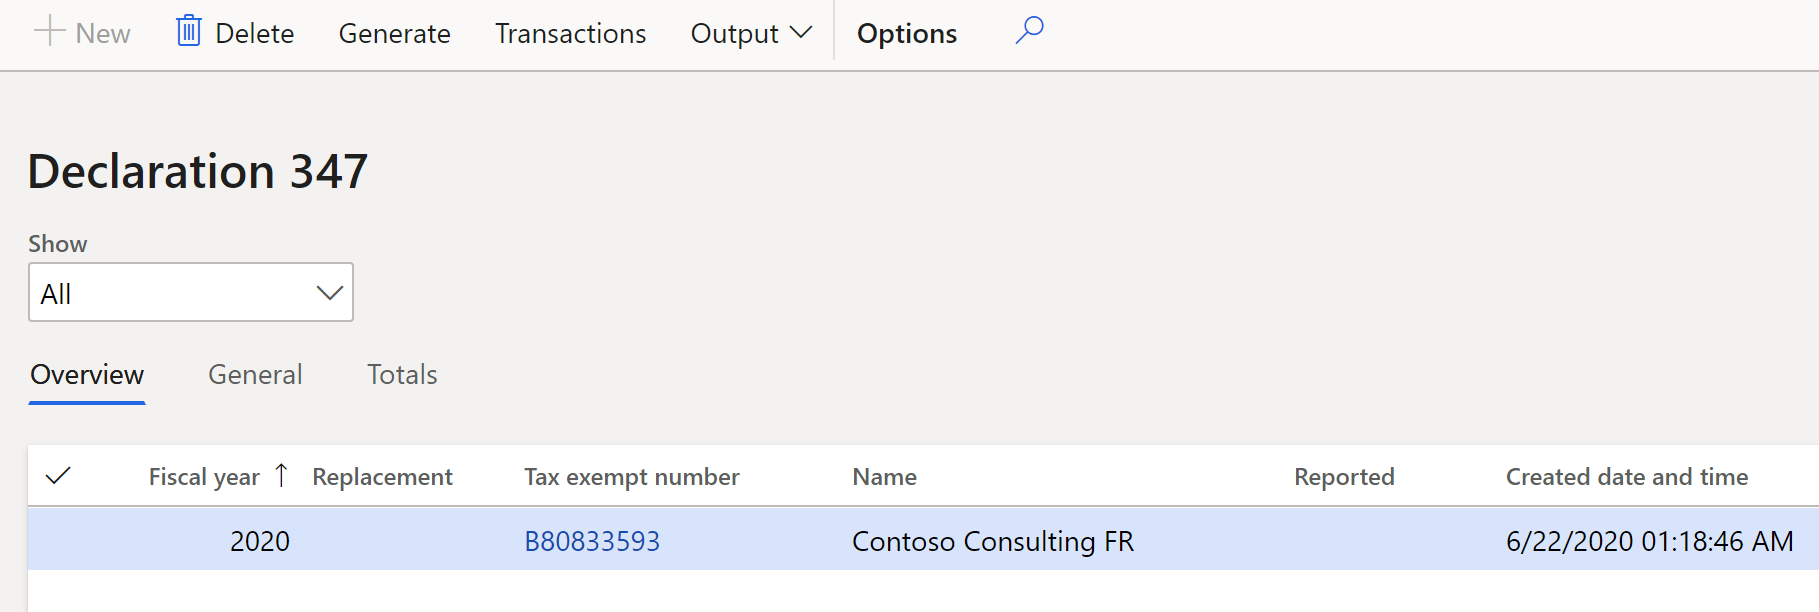 New Delete Generate Transactions Output Options
Declaration 347
Show
All
Overview General Totals
Fiscal year Replacement Tax exempt number Name Reported Created date and time
2020 B80833593 Contoso Consulting FR 6/22/2020 01:18:46 AM